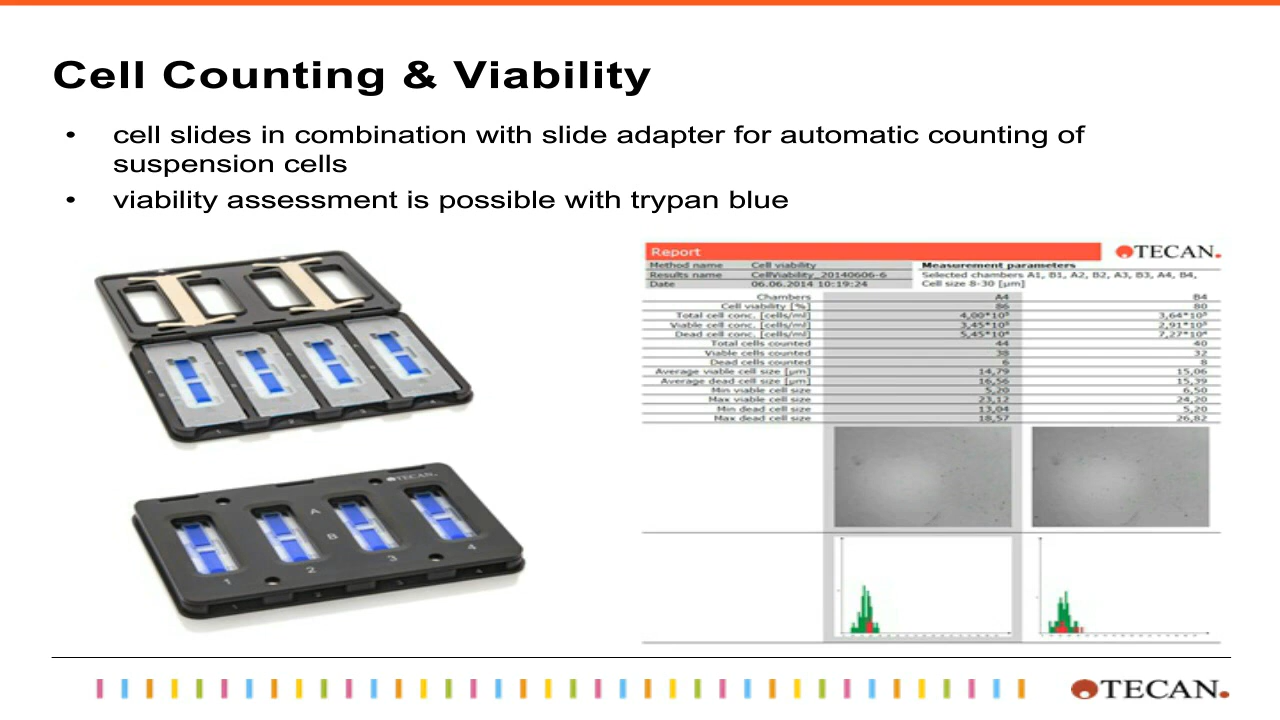 Cell Counting & Viability
• cell slides in combination with slide adapter for automatic counting of
suspension cells
• viability assessment is possible with trypan blue
TECAN.
A
B
1
2
3
4
Report
TECAN.
Method name Cell viability
Results name CellViability_20140606-6
Date 06.06.2014 10:19:24
Measurement parameters
Selected chambers A1, B1, A2, B2, A3, B3, A4, B4,
Cell size 8-30 [µm]
Chambers A4 B4
Cell viability [%] 86 80
Total cell conc. [cells/ml] 4,00*10⁵ 3,64*10⁵
Viable cell conc. [cells/ml] 3,45*10⁵ 2,91*10⁵
Dead cell conc. [cells/ml] 5,45*10⁴ 7,27*10⁴
Total cells counted 44 40
Viable cells counted 38 32
Dead cells counted 6 8
Average viable cell size [µm] 14,79 15,06
Average dead cell size [µm] 16,56 15,39
Min viable cell size 5,20 6,50
Max viable cell size 23,12 24,20
Min dead cell size 13,04 5,20
Max dead cell size 18,57 26,82
TECAN.